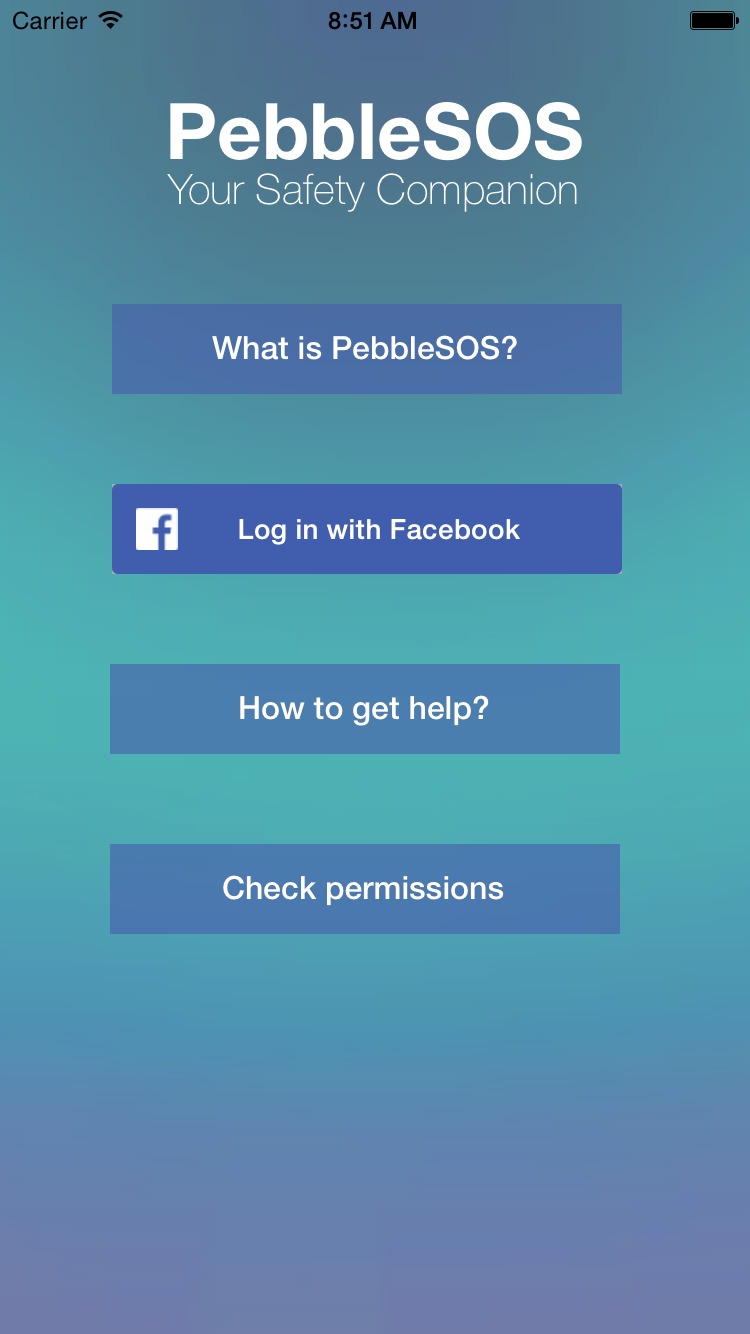 Carrier 8:51 AM
PebbleSOS
Your Safety Companion
What is PebbleSOS?
Log in with Facebook
How to get help?
Check permissions